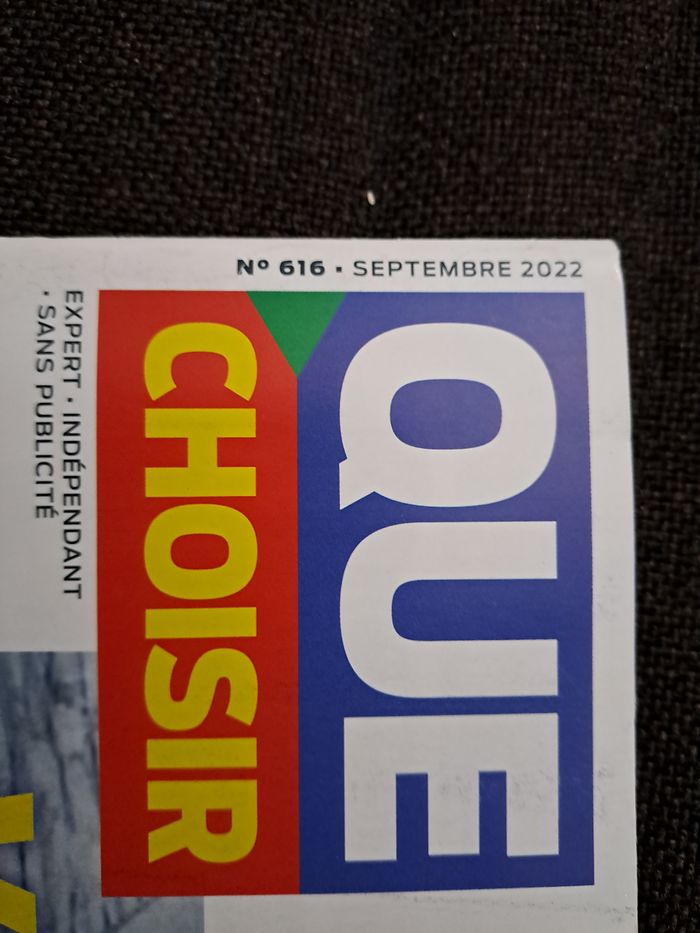 Nº 616 ▪ SEPTEMBRE 2022
QUE
CHOISIR
EXPERT • INDÉPENDANT
• SANS PUBLICITÉ